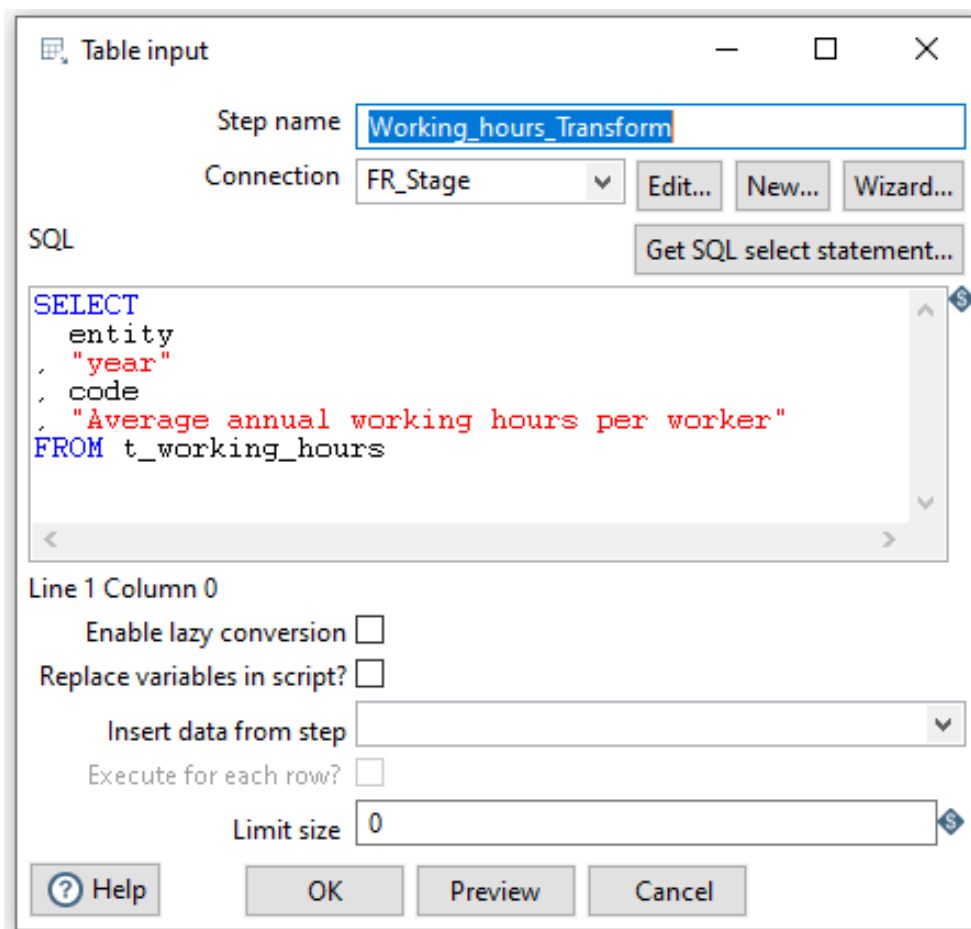 Table input
Step name Working_hours_Transform
Connection FR_Stage Edit... New... Wizard...
SQL Get SQL select statement...
SELECT
  entity
, "year"
, code
, "Average annual working hours per worker"
FROM t_working_hours
Line 1 Column 0
Enable lazy conversion
Replace variables in script?
Insert data from step
Execute for each row?
Limit size 0
Help OK Preview Cancel